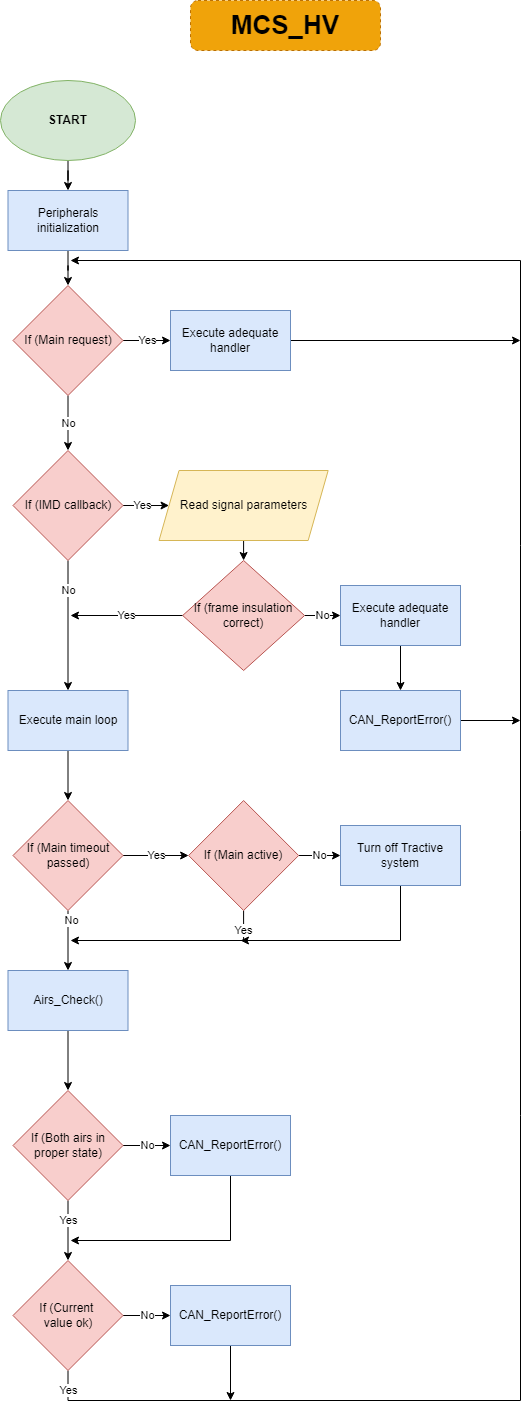 MCS_HV
START
Peripherals
initialization
If (Main request)
Yes
Execute adequate
handler
No
If (IMD callback)
Yes
Read signal parameters
No
If (frame insulation
correct)
Yes
No
Execute adequate
handler
Execute main loop
CAN_ReportError()
If (Main timeout
passed)
Yes
If (Main active)
No
Turn off Tractive
system
No
Yes
Airs_Check()
If (Both airs in
proper state)
No
CAN_ReportError()
Yes
If (Current
value ok)
No
CAN_ReportError()
Yes